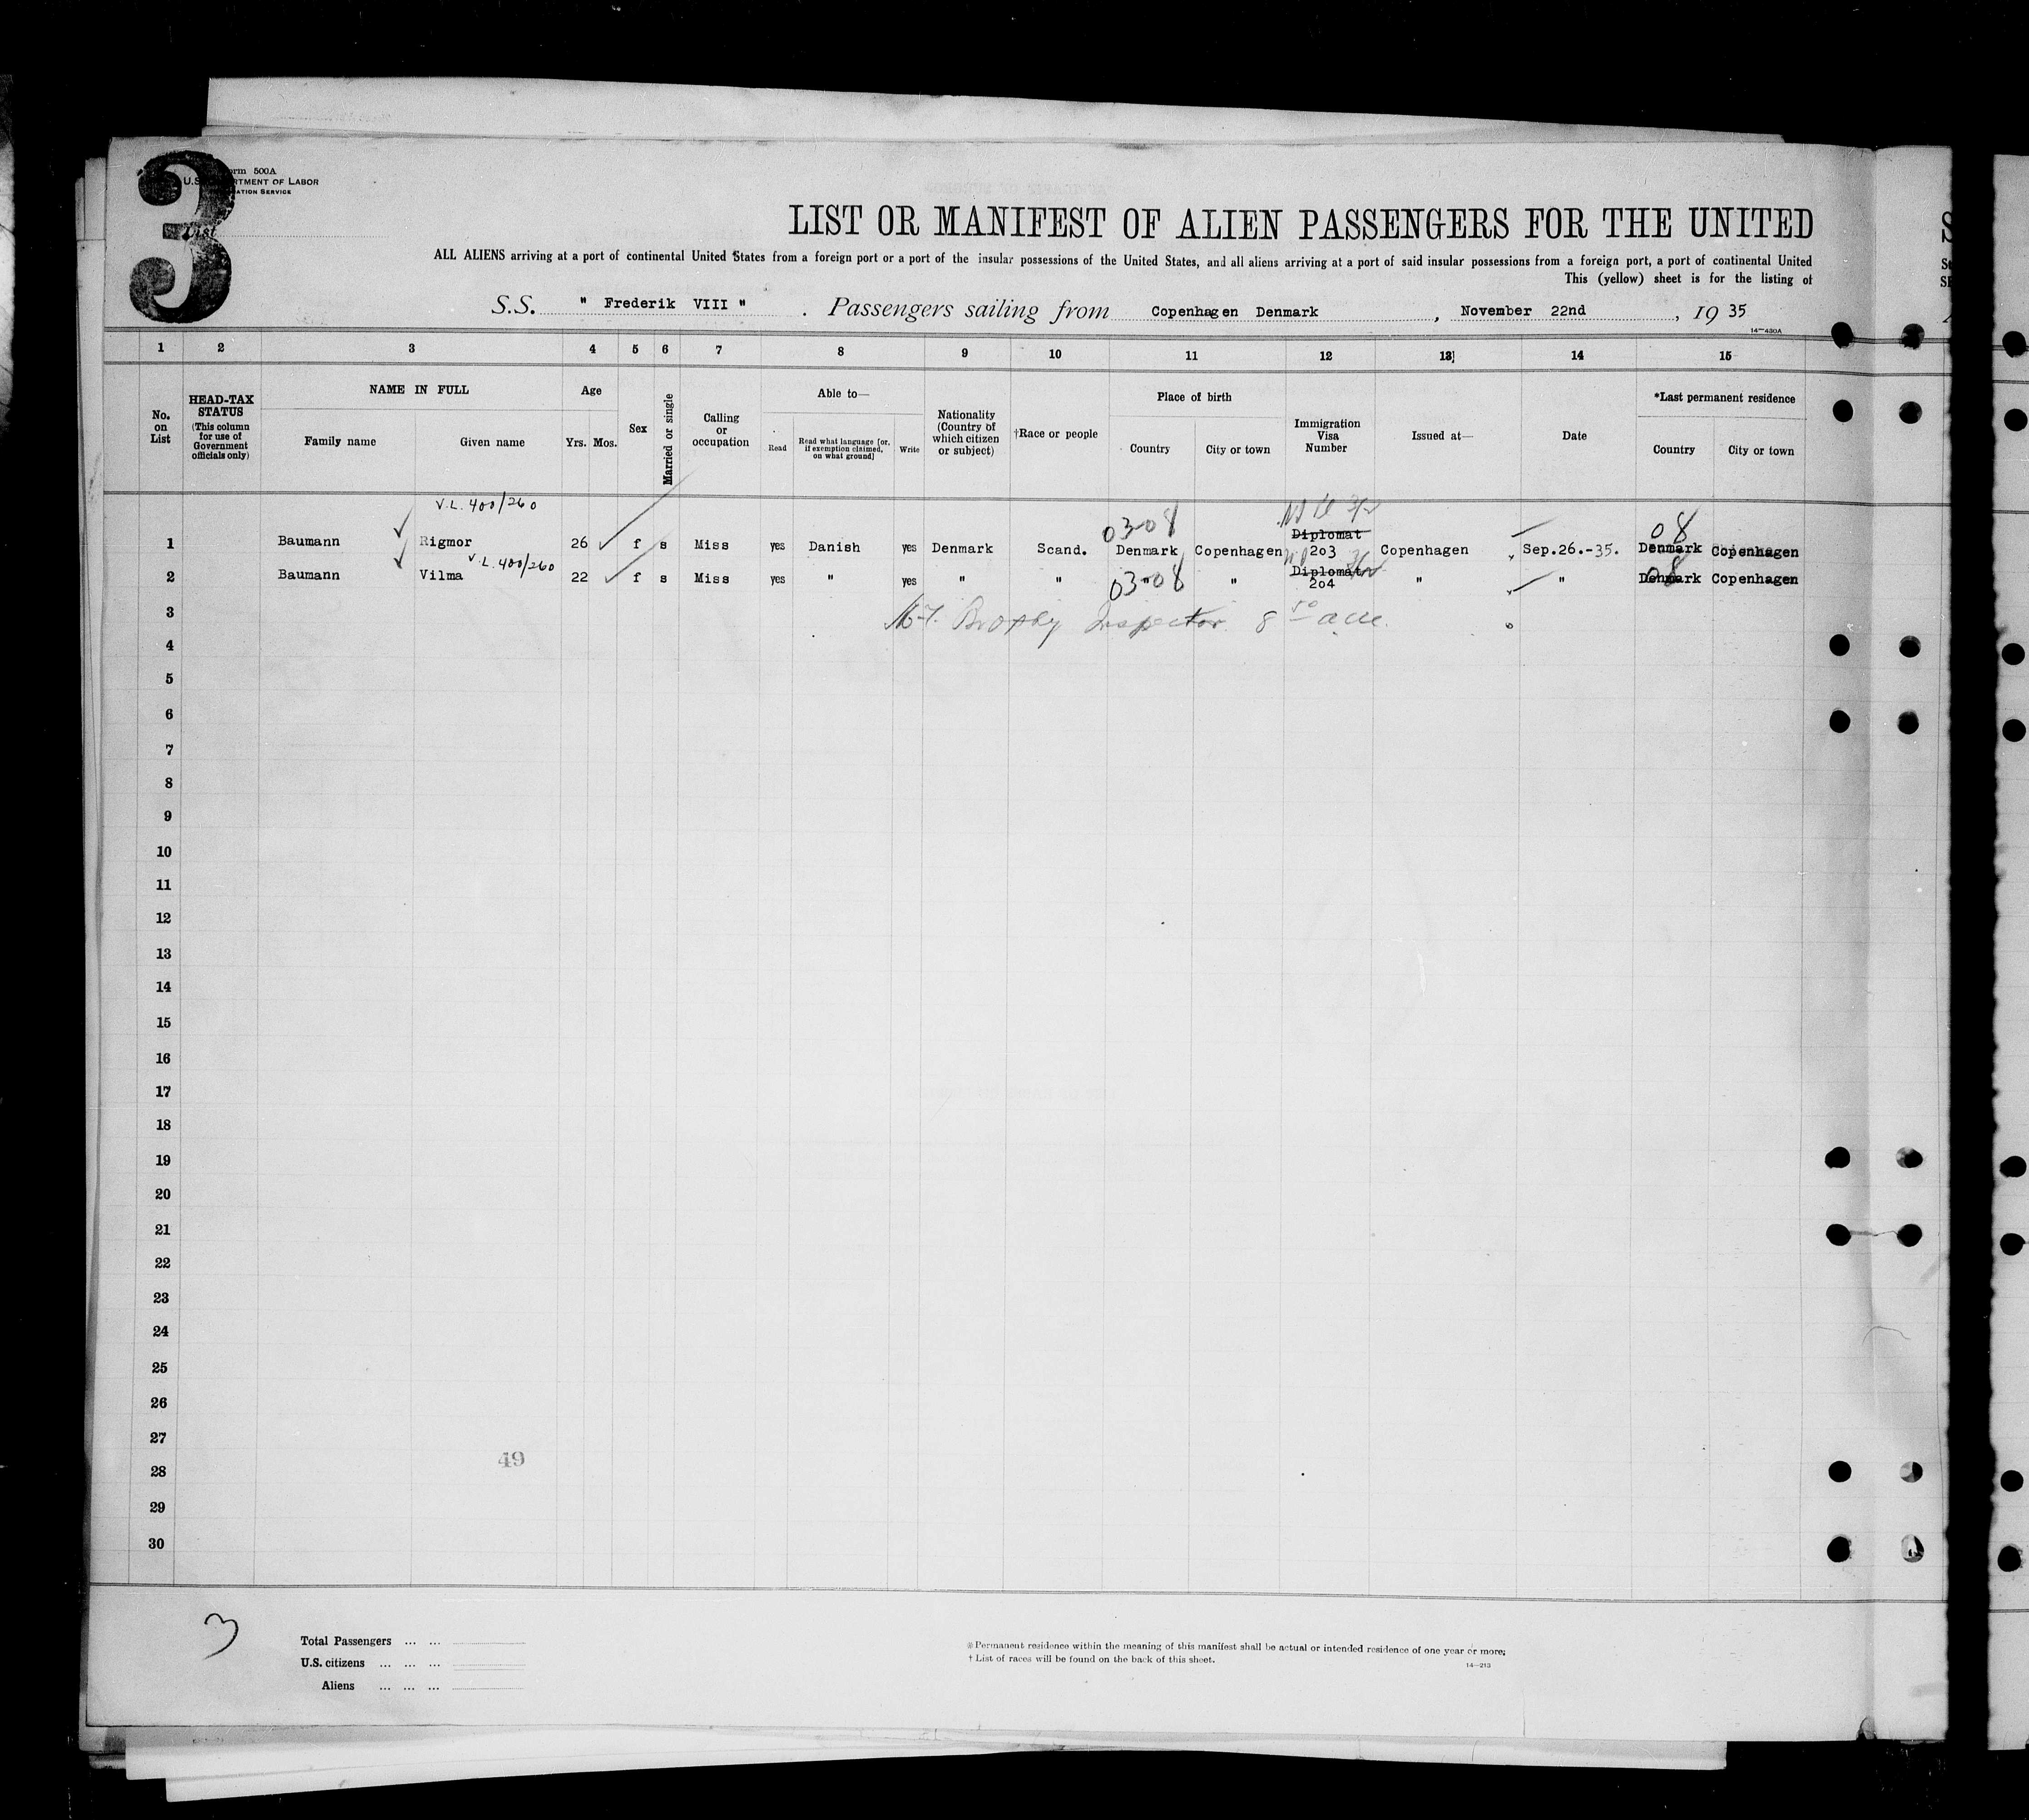 3
Form 500A
U.S. DEPARTMENT OF LABOR
IMMIGRATION SERVICE
List
LIST OR MANIFEST OF ALIEN PASSENGERS FOR THE UNITED
ALL ALIENS arriving at a port of continental United States from a foreign port or a port of the insular possessions of the United States, and all aliens arriving at a port of said insular possessions from a foreign port, a port of continental United
This (yellow) sheet is for the listing of
S.S. " Frederik VIII " . Passengers sailing from Copenhagen Denmark , November 22nd , 19 35
14—430A
1 2 3 4 5 6 7 8 9 10 11 12 13 14 15
No. on List
HEAD-TAX STATUS (This column for use of Government officials only)
NAME IN FULL
Family name Given name
Age
Yrs. Mos.
Sex
Married or single
Calling or occupation
Able to—
Read
Read what language [or, if exemption claimed, on what ground]
Write
Nationality (Country of which citizen or subject)
†Race or people
Place of birth
Country City or town
Immigration Visa Number
Issued at—
Date
*Last permanent residence
Country City or town
V.L. 400/260
03-08
Diplomat
08
1 Baumann Rigmor 26 f s Miss yes Danish yes Denmark Scand. Denmark Copenhagen 2o3 Copenhagen Sep.26.-35. Denmark Copenhagen
V.L. 400/260
Diplomat
2 Baumann Vilma 22 f s Miss yes " yes " " 03-08 " 2o4 " " Denmark Copenhagen
08
3 Brophy Inspector
4
5
6
7
8
9
10
11
12
13
14
15
16
17
18
19
20
21
22
23
24
25
26
27
49
28
29
30
3
Total Passengers ... ...
U.S. citizens ... ... ...
Aliens ... ... ...
* Permanent residence within the meaning of this manifest shall be actual or intended residence of one year or more.
† List of races will be found on the back of this sheet.
14—213